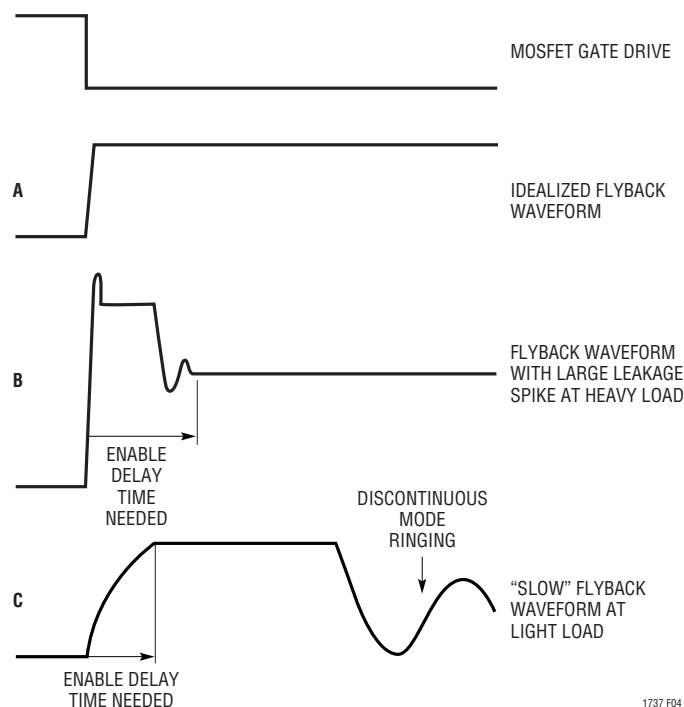 MOSFET GATE DRIVE
A
IDEALIZED FLYBACK
WAVEFORM
B
FLYBACK WAVEFORM
WITH LARGE LEAKAGE
SPIKE AT HEAVY LOAD
ENABLE
DELAY
TIME
NEEDED
DISCONTINUOUS
MODE
RINGING
C
“SLOW” FLYBACK
WAVEFORM AT
LIGHT LOAD
ENABLE DELAY
TIME NEEDED
1737 F04